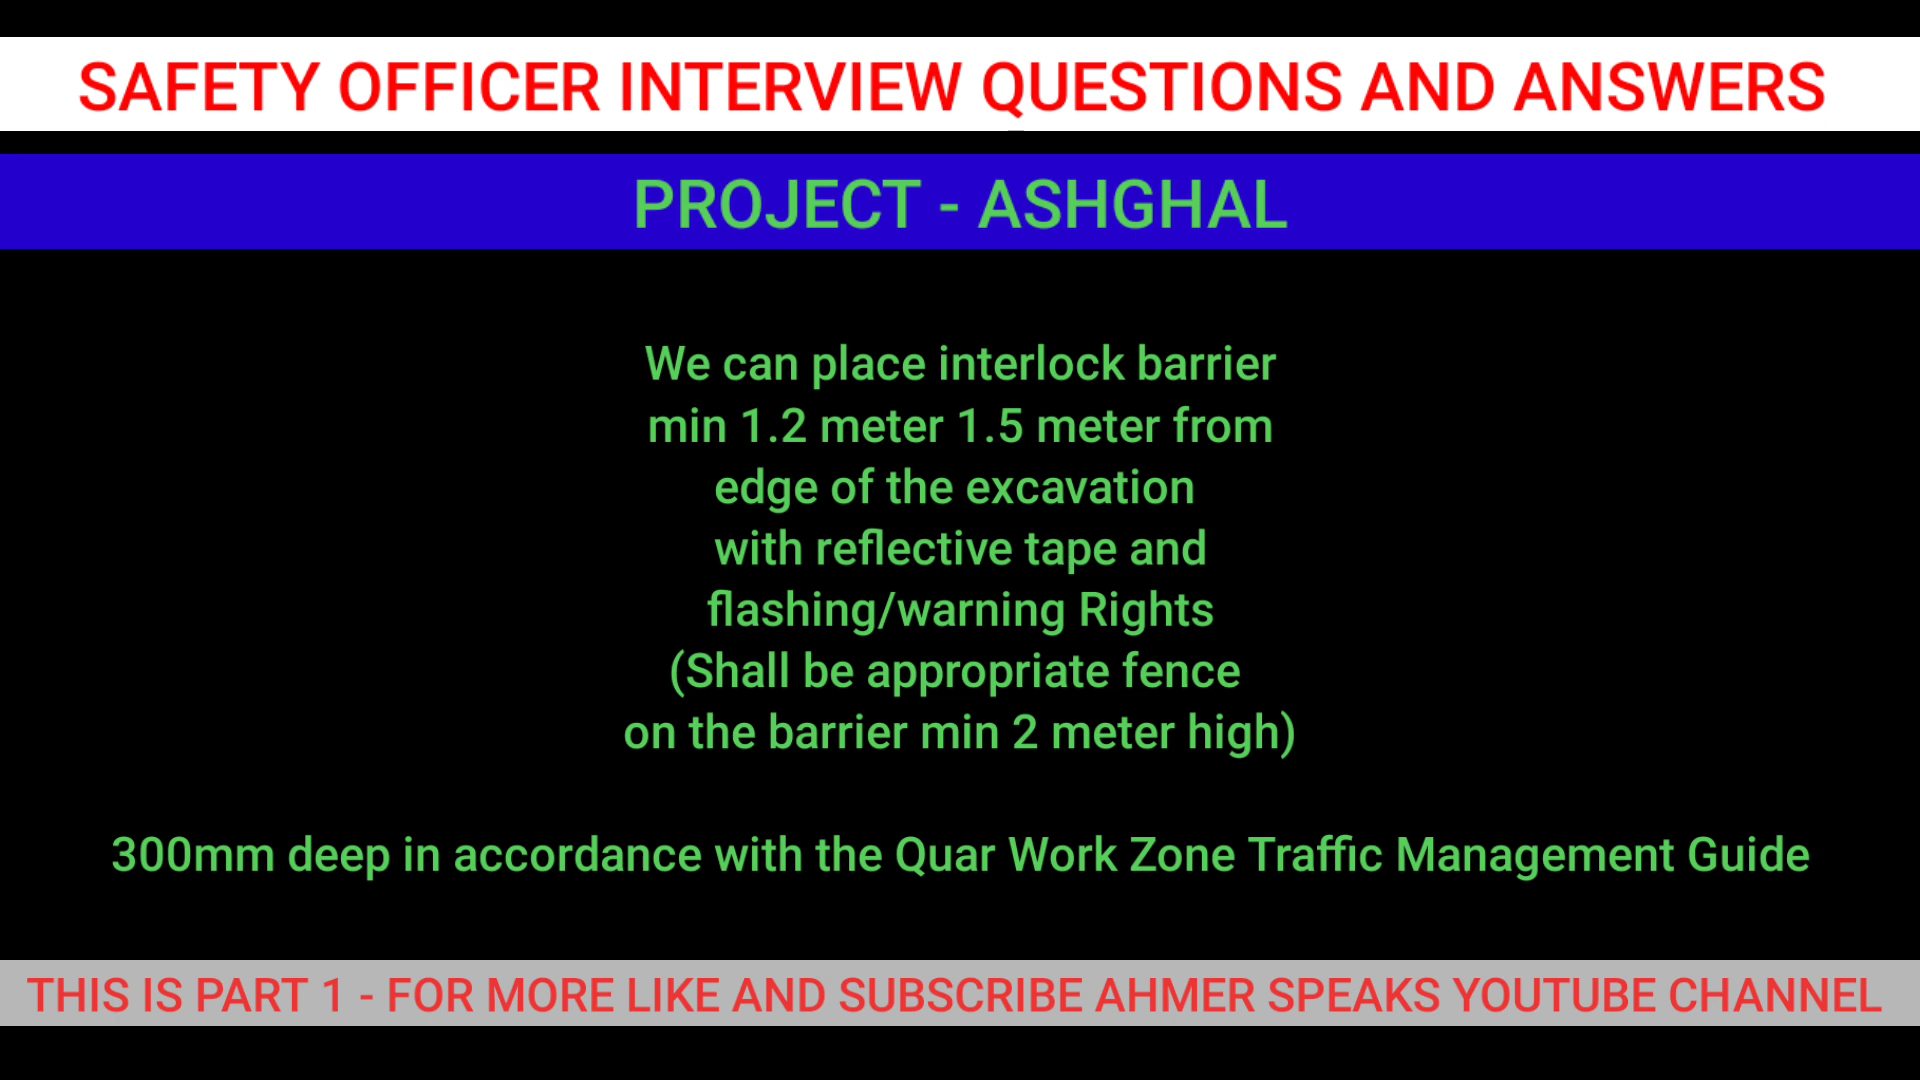 SAFETY OFFICER INTERVIEW QUESTIONS AND ANSWERS
PROJECT - ASHGHAL
We can place interlock barrier
min 1.2 meter 1.5 meter from
edge of the excavation
with reflective tape and
flashing/warning Rights
(Shall be appropriate fence
on the barrier min 2 meter high)
300mm deep in accordance with the Quar Work Zone Traffic Management Guide
THIS IS PART 1 - FOR MORE LIKE AND SUBSCRIBE AHMER SPEAKS YOUTUBE CHANNEL